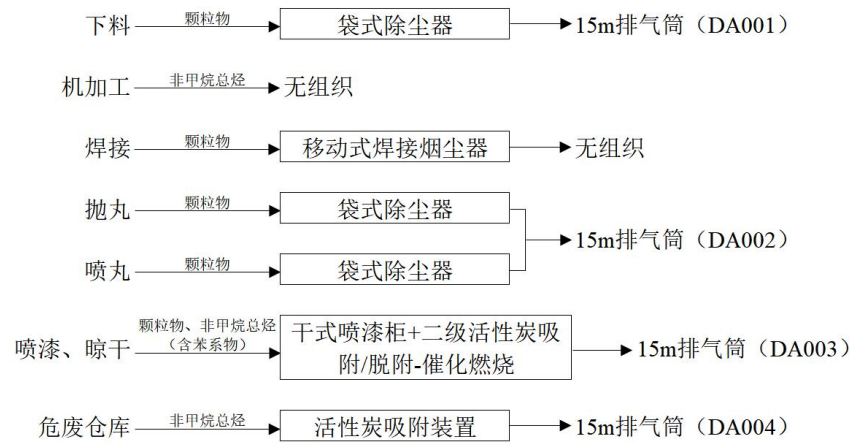 下料 颗粒物 袋式除尘器 15m排气筒（DA001）
机加工 非甲烷总烃 无组织
焊接 颗粒物 移动式焊接烟尘器 无组织
抛丸 颗粒物 袋式除尘器
15m排气筒（DA002）
喷丸 颗粒物 袋式除尘器
喷漆、晾干
颗粒物、非甲烷总烃
（含苯系物）
干式喷漆柜+二级活性炭吸
附/脱附-催化燃烧
15m排气筒（DA003）
危废仓库 非甲烷总烃 活性炭吸附装置 15m排气筒（DA004）